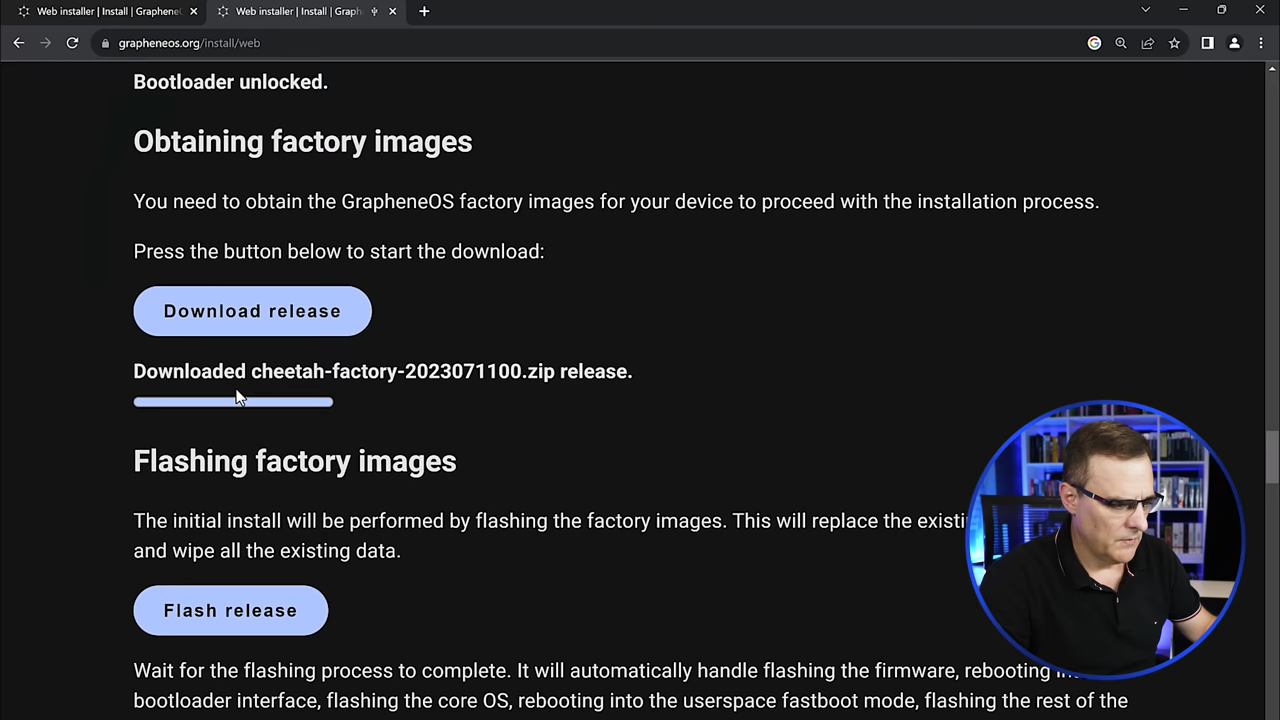 Web installer | Install | Graphene
Web installer | Install | Graph
grapheneos.org/install/web
Bootloader unlocked.
Obtaining factory images
You need to obtain the GrapheneOS factory images for your device to proceed with the installation process.
Press the button below to start the download:
Download release
Downloaded cheetah-factory-2023071100.zip release.
Flashing factory images
The initial install will be performed by flashing the factory images. This will replace the existi
and wipe all the existing data.
Flash release
Wait for the flashing process to complete. It will automatically handle flashing the firmware, rebooting
bootloader interface, flashing the core OS, rebooting into the userspace fastboot mode, flashing the rest of the